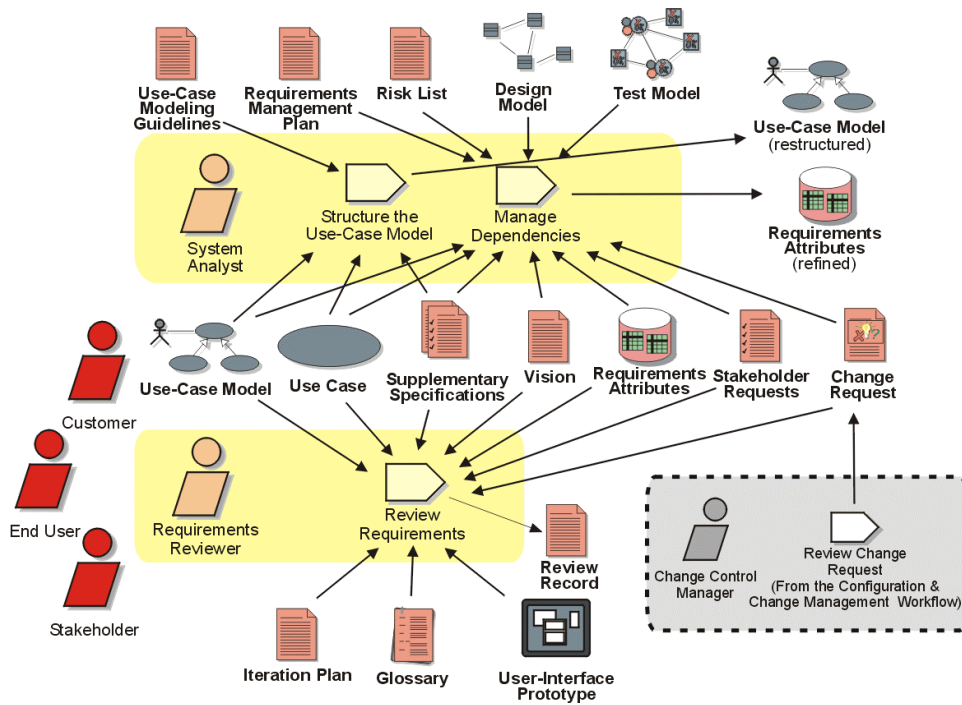 Use-Case
Modeling
Guidelines
Requirements
Management
Plan
Risk List
Design
Model
Test Model
Use-Case Model
(restructured)
System
Analyst
Structure the
Use-Case Model
Manage
Dependencies
Requirements
Attributes
(refined)
Customer
Use-Case Model
Use Case
Supplementary
Specifications
Vision
Requirements
Attributes
Stakeholder
Requests
Change
Request
End User
Requirements
Reviewer
Review
Requirements
Review
Record
Change Control
Manager
Review Change
Request
(From the Configuration &
Change Management Workflow)
Stakeholder
Iteration Plan
Glossary
User-Interface
Prototype